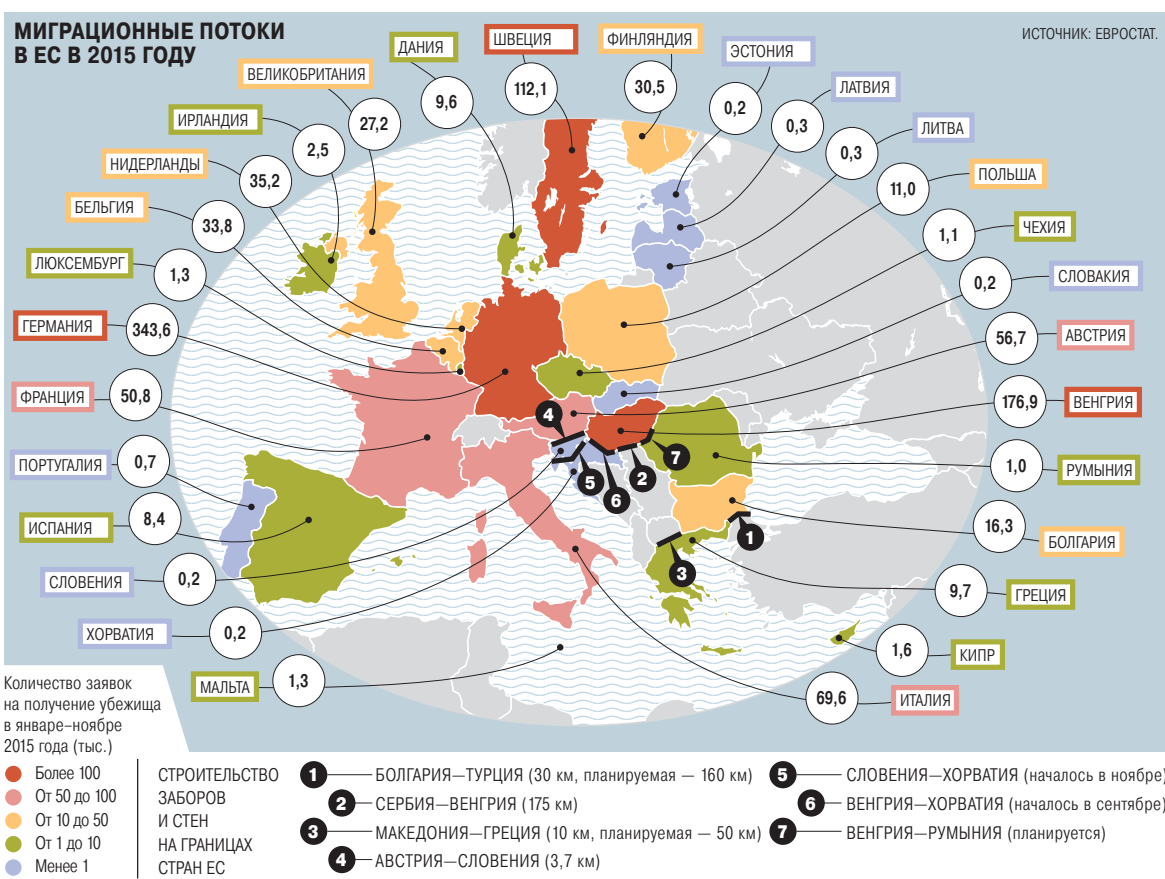 МИГРАЦИОННЫЕ ПОТОКИ
В ЕС В 2015 ГОДУ
ИСТОЧНИК: ЕВРОСТАТ.
ДАНИЯ
9,6
ШВЕЦИЯ
112,1
ФИНЛЯНДИЯ
30,5
ЭСТОНИЯ
0,2
ЛАТВИЯ
0,3
ЛИТВА
0,3
ПОЛЬША
11,0
ЧЕХИЯ
1,1
СЛОВАКИЯ
0,2
АВСТРИЯ
56,7
ВЕНГРИЯ
176,9
РУМЫНИЯ
1,0
БОЛГАРИЯ
16,3
ГРЕЦИЯ
9,7
КИПР
1,6
ИТАЛИЯ
69,6
ВЕЛИКОБРИТАНИЯ
27,2
ИРЛАНДИЯ
2,5
НИДЕРЛАНДЫ
35,2
БЕЛЬГИЯ
33,8
ЛЮКСЕМБУРГ
1,3
ГЕРМАНИЯ
343,6
ФРАНЦИЯ
50,8
ПОРТУГАЛИЯ
0,7
ИСПАНИЯ
8,4
СЛОВЕНИЯ
0,2
ХОРВАТИЯ
0,2
МАЛЬТА
1,3
4
5
6
2
7
1
3
Количество заявок
на получение убежища
в январе–ноябре
2015 года (тыс.)
Более 100
От 50 до 100
От 10 до 50
От 1 до 10
Менее 1
СТРОИТЕЛЬСТВО
ЗАБОРОВ
И СТЕН
НА ГРАНИЦАХ
СТРАН ЕС
1 БОЛГАРИЯ—ТУРЦИЯ (30 км, планируемая — 160 км)
2 СЕРБИЯ—ВЕНГРИЯ (175 км)
3 МАКЕДОНИЯ—ГРЕЦИЯ (10 км, планируемая — 50 км)
4 АВСТРИЯ—СЛОВЕНИЯ (3,7 км)
5 СЛОВЕНИЯ—ХОРВАТИЯ (началось в ноябре)
6 ВЕНГРИЯ—ХОРВАТИЯ (началось в сентябре)
7 ВЕНГРИЯ—РУМЫНИЯ (планируется)